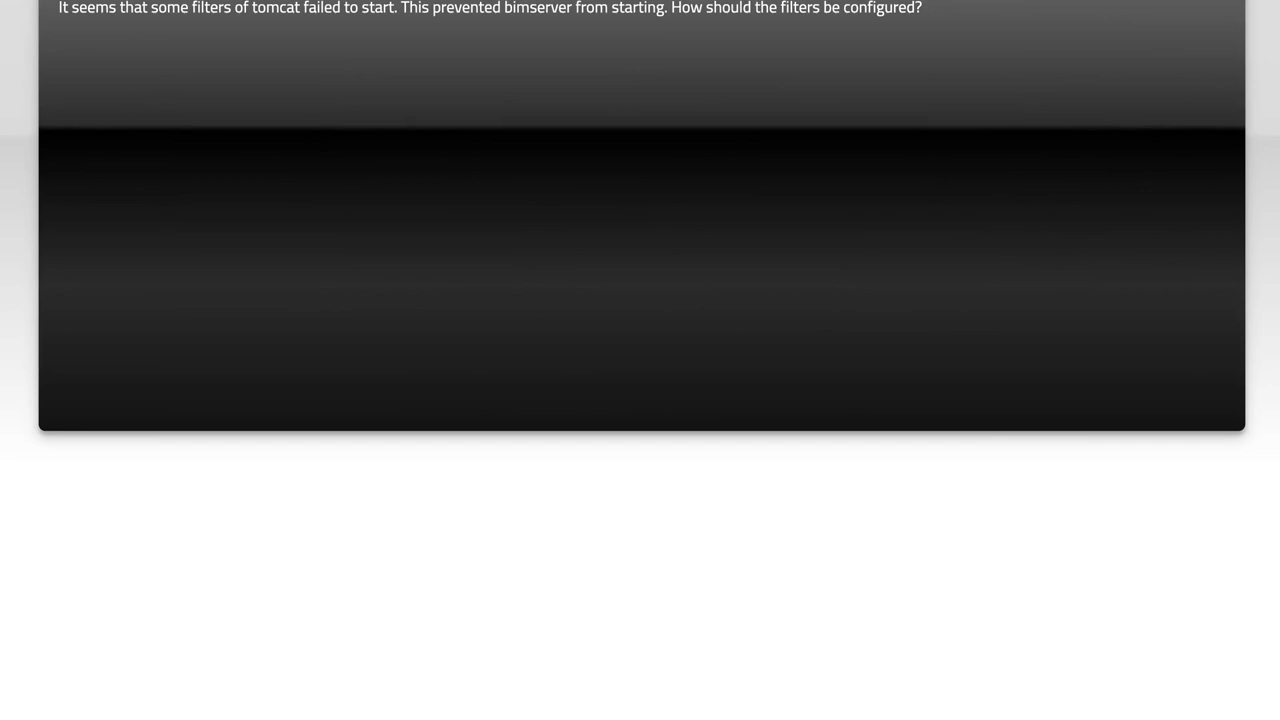 It seems that some filters of tomcat failed to start. This prevented bimserver from starting. How should the filters be configured?